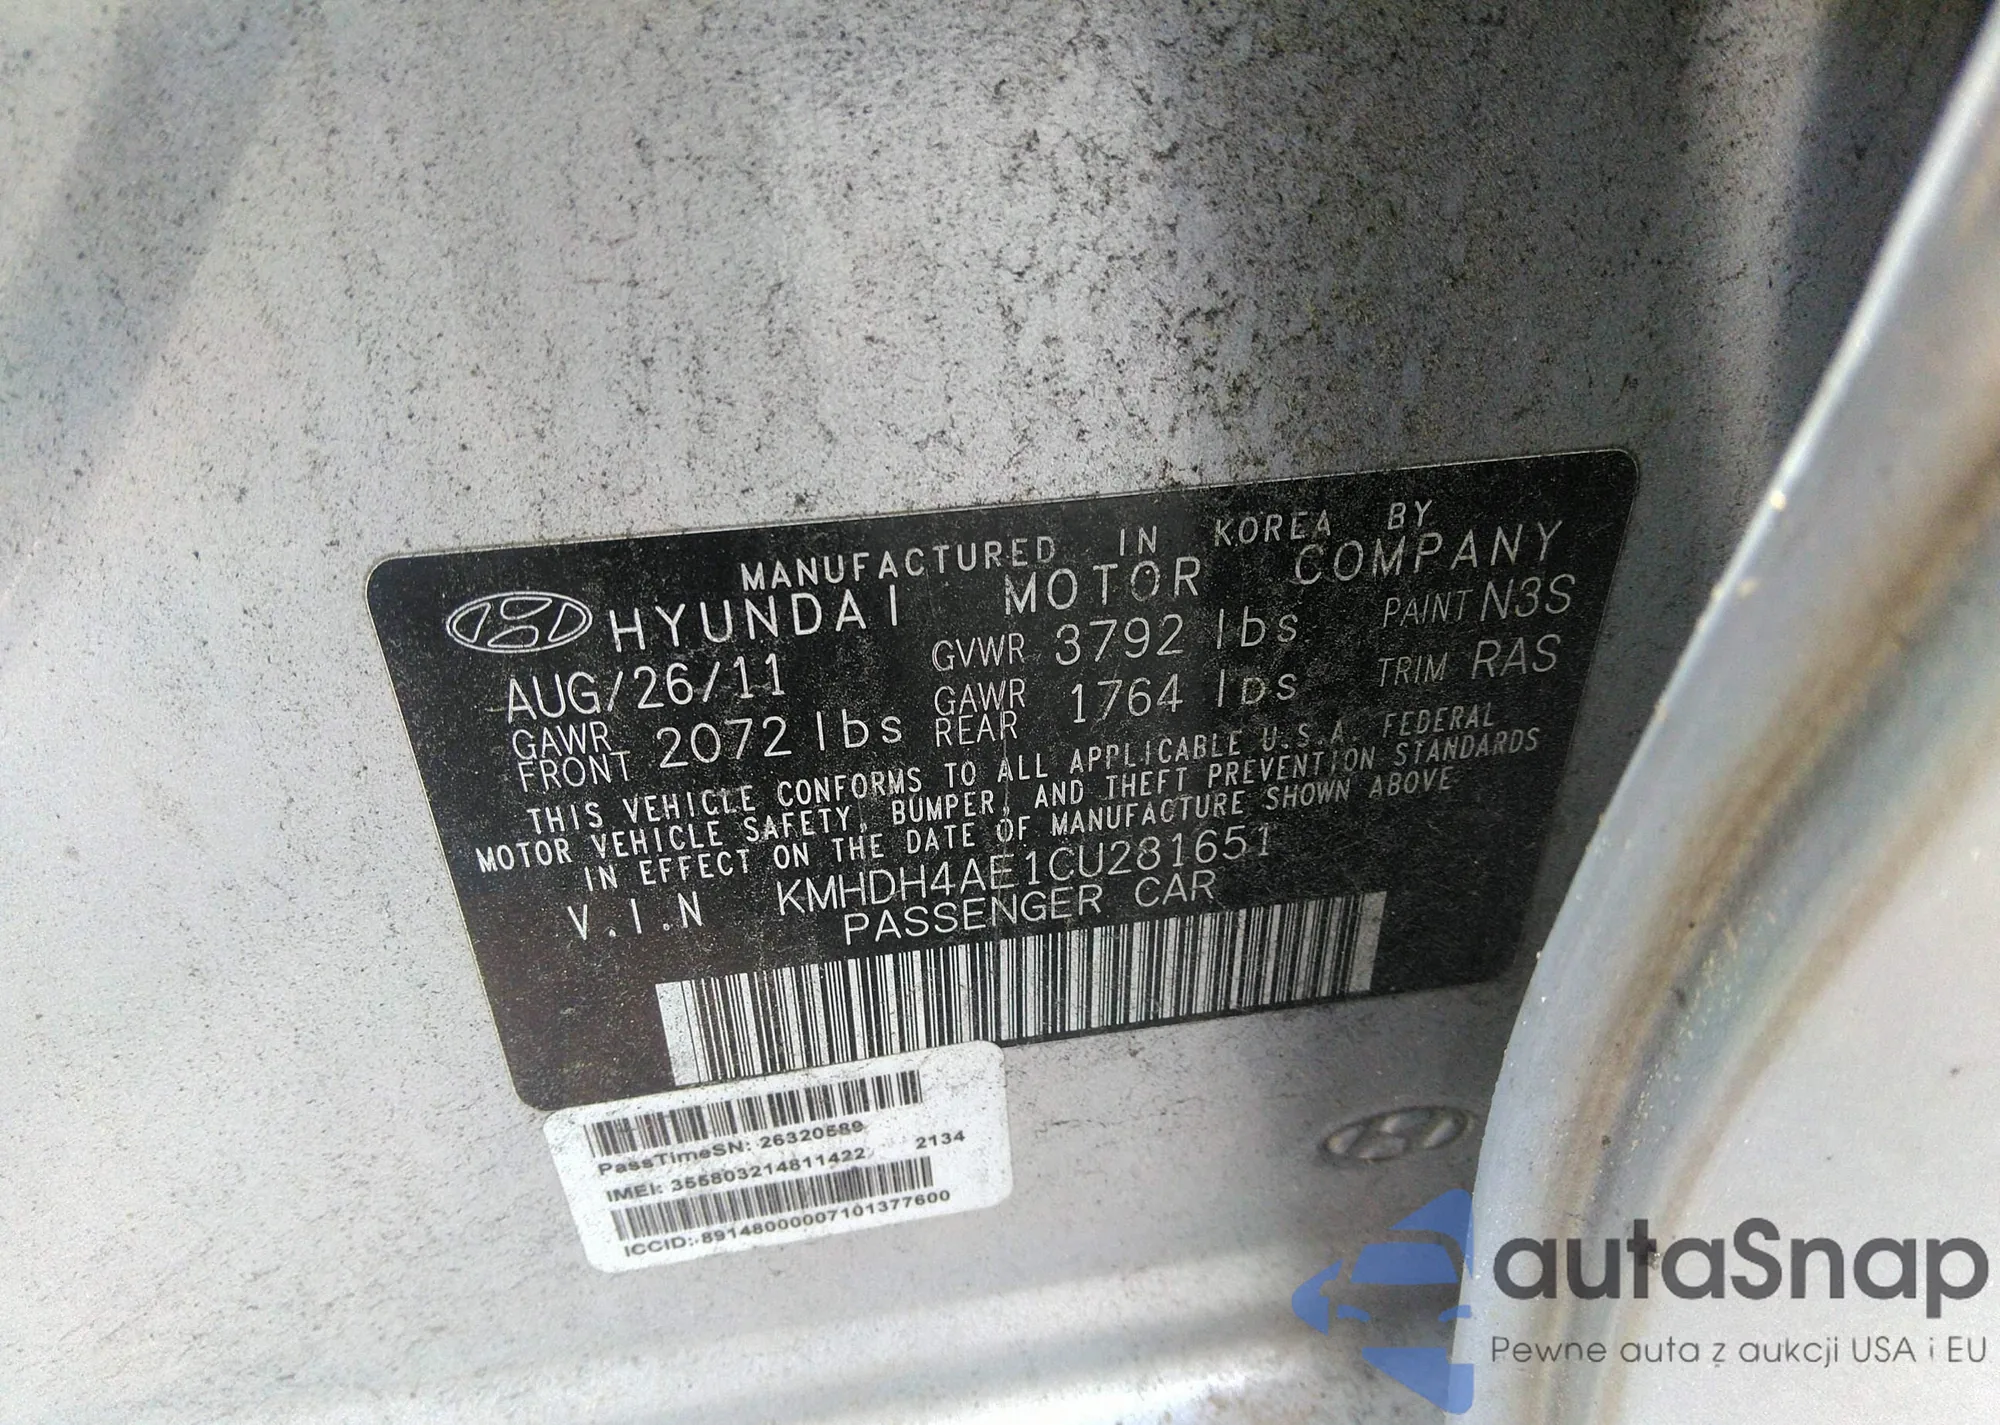 MANUFACTURED IN KOREA BY
HYUNDAI MOTOR COMPANY
AUG/26/11 GVWR 3792 lbs PAINT N3S
GAWR FRONT 2072 lbs GAWR REAR 1764 lbs TRIM RAS
THIS VEHICLE CONFORMS TO ALL APPLICABLE U.S.A. FEDERAL
MOTOR VEHICLE SAFETY, BUMPER, AND THEFT PREVENTION STANDARDS
IN EFFECT ON THE DATE OF MANUFACTURE SHOWN ABOVE
V.I.N KMHDH4AE1CU281651
PASSENGER CAR
PassTimeSN: 26320589
2134
IMEI: 355803214811422
ICCID: 89148000007101377600
autaSnap
Pewne auta z aukcji USA i EU